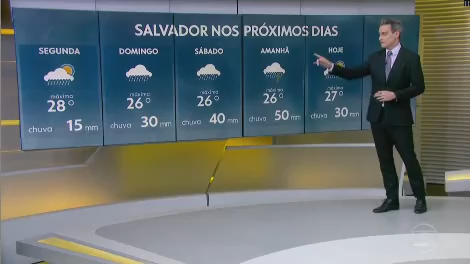 SALVADOR NOS PRÓXIMOS DIAS
SEGUNDA
máxima
28°
chuva 15 mm
DOMINGO
máxima
26°
chuva 30 mm
SÁBADO
máxima
26°
chuva 40 mm
AMANHÃ
máxima
26°
chuva 50 mm
HOJE
máxima
27°
chuva 30 mm